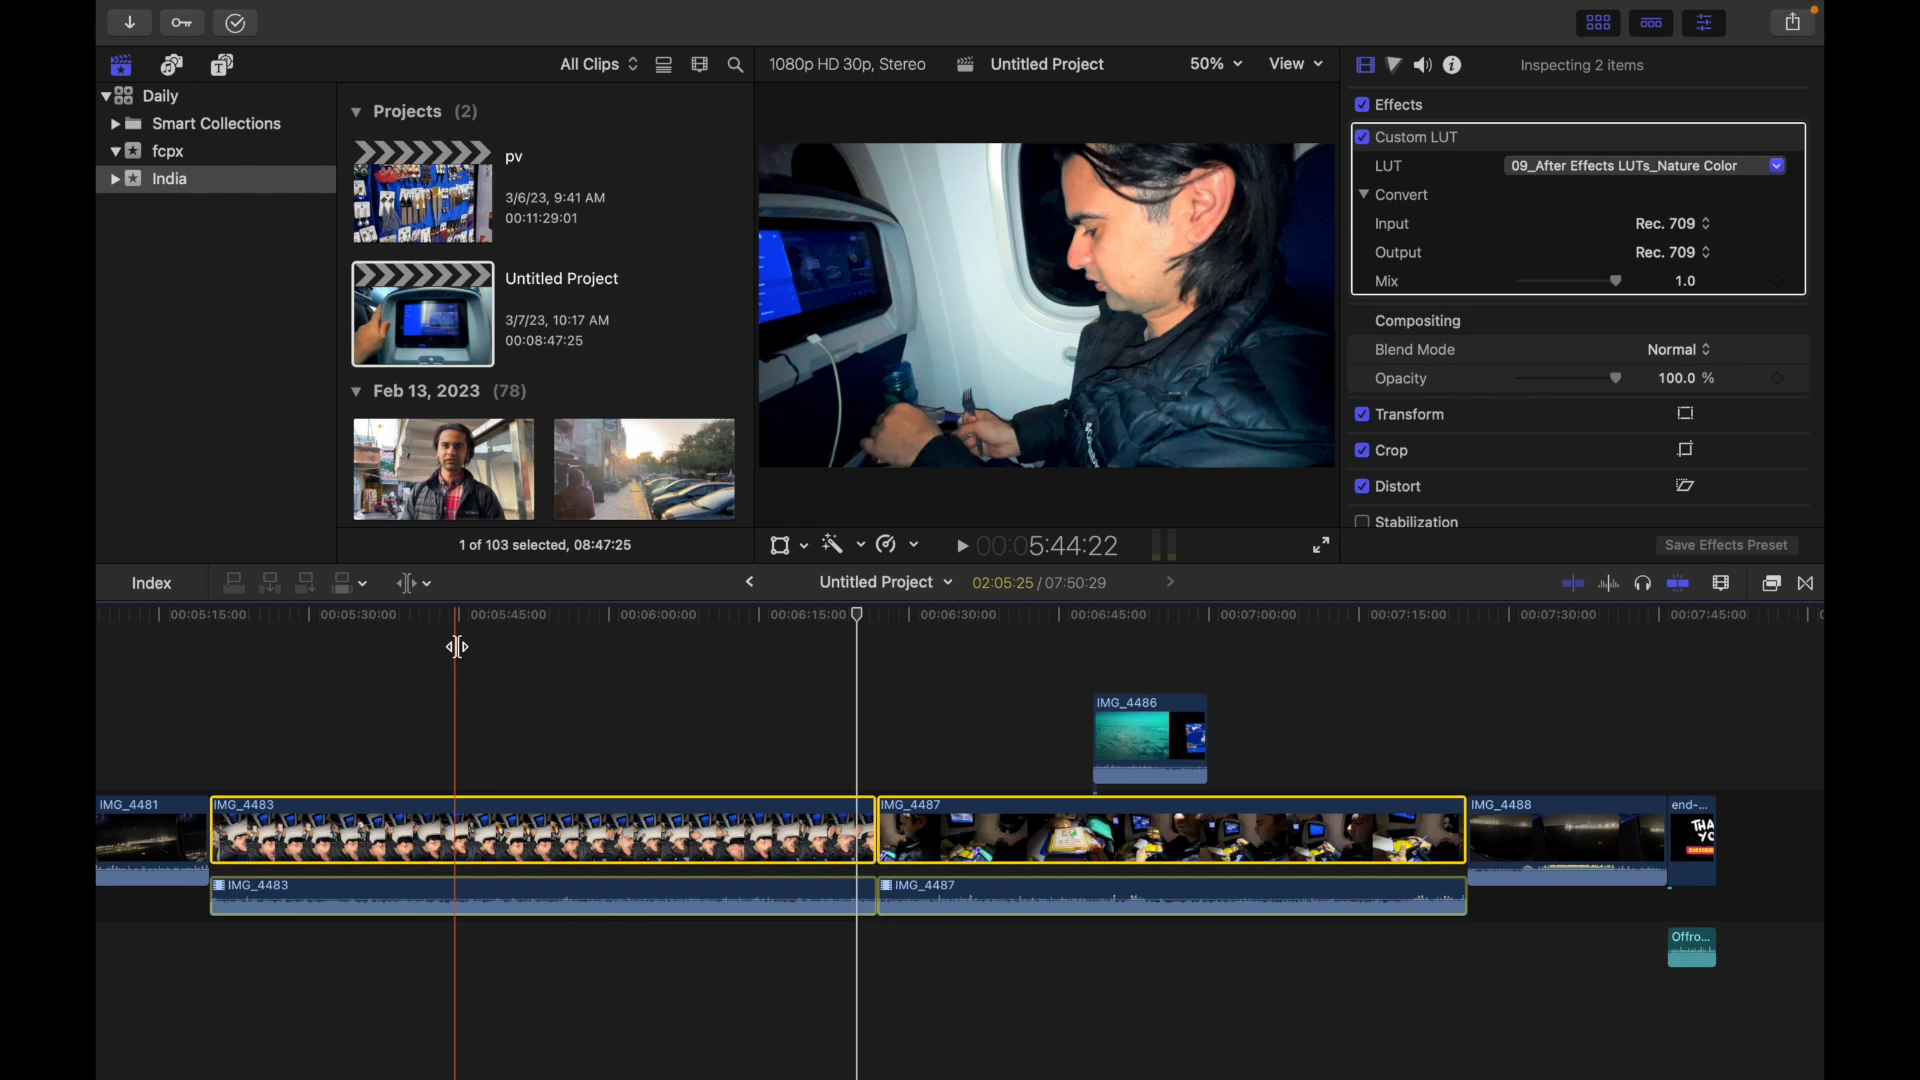 All Clips
1080p HD 30p, Stereo
Untitled Project
50%
View
Inspecting 2 items
Daily
Smart Collections
fcpx
India
Projects (2)
pv
3/6/23, 9:41 AM
00:11:29:01
Untitled Project
3/7/23, 10:17 AM
00:08:47:25
Feb 13, 2023 (78)
1 of 103 selected, 08:47:25
Effects
Custom LUT
LUT 09_After Effects LUTs_Nature Color
Convert
Input Rec. 709
Output Rec. 709
Mix 1.0
Compositing
Blend Mode Normal
Opacity 100.0 %
Transform
Crop
Distort
Stabilization
Save Effects Preset
00:05:44:22
Index
Untitled Project
02:05:25 / 07:50:29
00:05:15:00 00:05:30:00 00:05:45:00 00:06:00:00 00:06:15:00 00:06:30:00 00:06:45:00 00:07:00:00 00:07:15:00 00:07:30:00 00:07:45:00
IMG_4486
IMG_4481 IMG_4483 IMG_4487 IMG_4488 end-...
THA
YO
IMG_4483 IMG_4487
Offro...